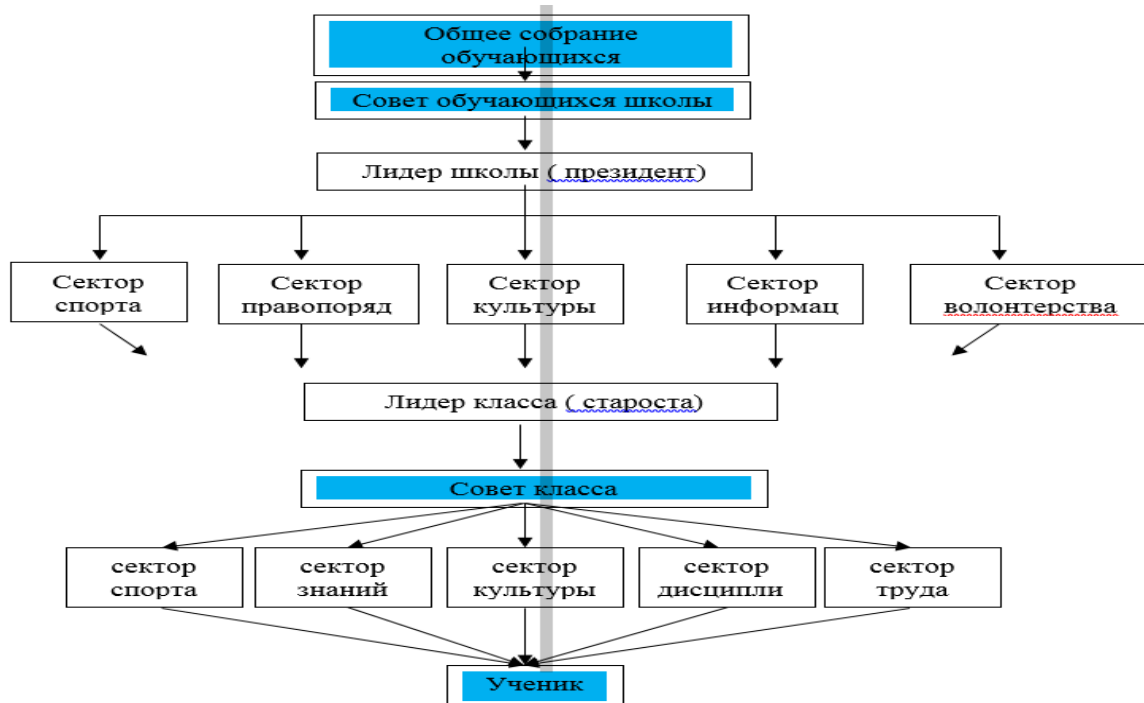 Общее собрание
обучающихся
Совет обучающихся школы
Лидер школы ( президент)
Сектор
спорта
Сектор
правопоряд
Сектор
культуры
Сектор
информац
Сектор
волонтерства
Лидер класса ( староста)
Совет класса
сектор
спорта
сектор
знаний
сектор
культуры
сектор
дисципли
сектор
труда
Ученик